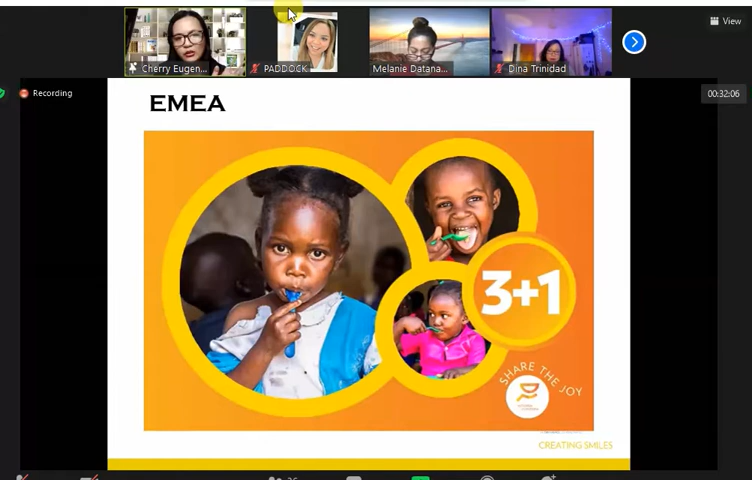 View
Cherry Eugen...
PADDOCK
Melanie Datana...
Dina Trinidad
Recording
00:32:06
EMEA
3+1
SHARE THE JOY
CREATING SMILES